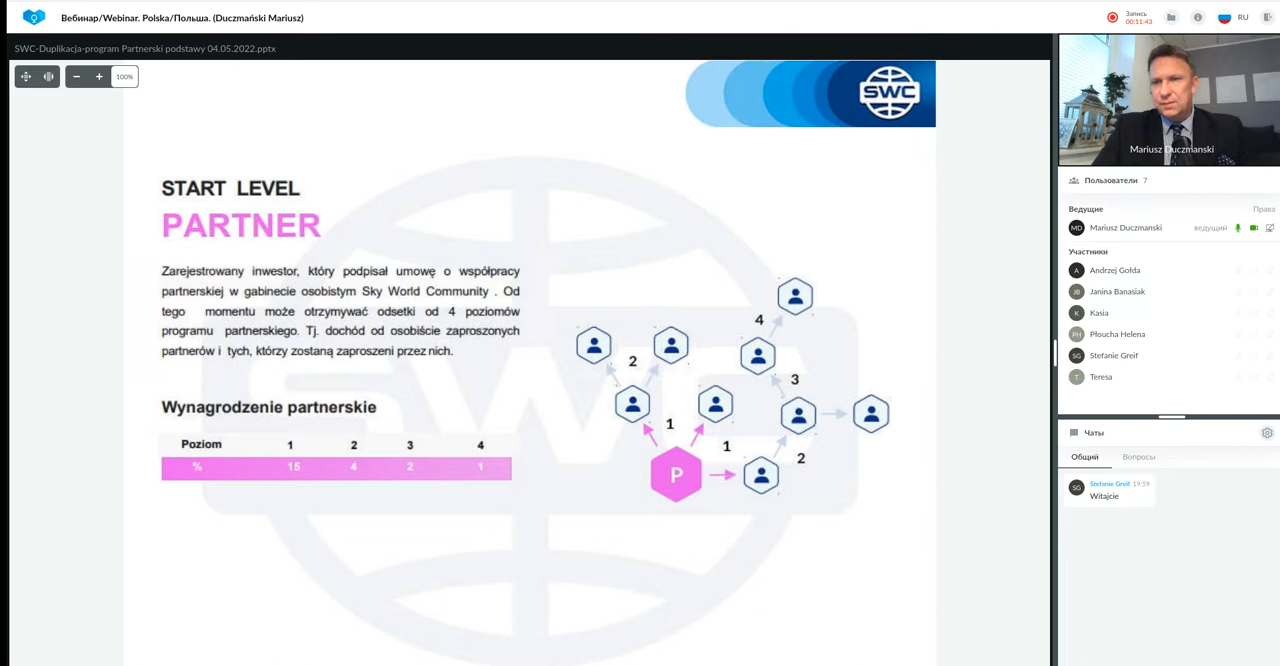 Вебинар/Webinar. Polska/Польша. (Duczmański Mariusz)
Запись
00:11:43
RU
SWC-Duplikacja-program Partnerski podstawy 04.05.2022.pptx
100%
SWC
START LEVEL
PARTNER
Zarejestrowany inwestor, który podpisał umowę o współpracy
partnerskiej w gabinecie osobistym Sky World Community . Od
tego momentu może otrzymywać odsetki od 4 poziomów
programu partnerskiego. Tj. dochód od osobiście zaproszonych
partnerów i tych, którzy zostaną zaproszeni przez nich.
Wynagrodzenie partnerskie
Poziom 1 2 3 4
% 15 4 2 1
4
2
3
1
1
2
P
SWC
Mariusz Duczmanski
Пользователи 7
Ведущие Права
MD Mariusz Duczmanski ведущий
Участники
A Andrzej Gołda
JB Janina Banasiak
K Kasia
PH Płoucha Helena
SG Stefanie Greif
T Teresa
Чаты
Общий Вопросы
SG Stefanie Greif 19:59
Witajcie